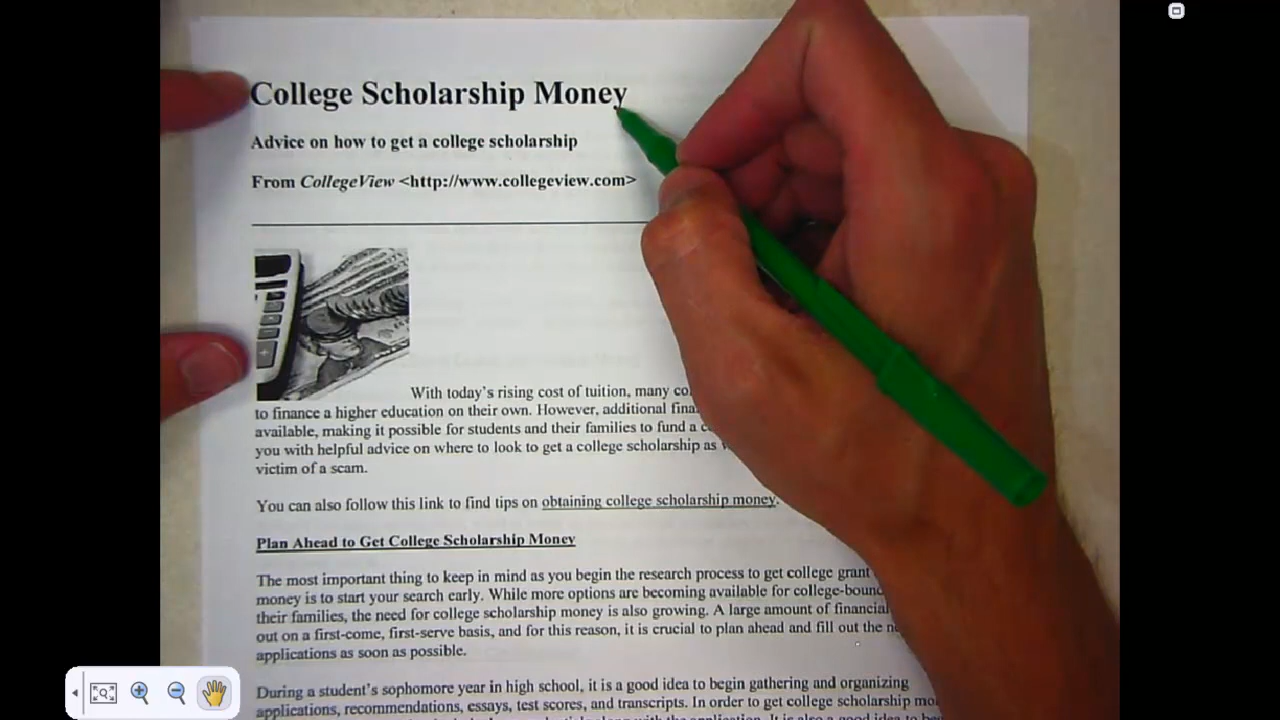 College Scholarship Money
Advice on how to get a college scholarship
From CollegeView <http://www.collegeview.com>
With today's rising cost of tuition, many
to finance a higher education on their own. However, additional
available, making it possible for students and their families to fund a
you with helpful advice on where to look to get a college scholarship as
victim of a scam.
You can also follow this link to find tips on obtaining college scholarship money.
Plan Ahead to Get College Scholarship Money
The most important thing to keep in mind as you begin the research process to get college grant
money is to start your search early. While more options are becoming available for college-bound
their families, the need for college scholarship money is also growing. A large amount of financial
out on a first-come, first-serve basis, and for this reason, it is crucial to plan ahead and fill out the
applications as soon as possible.
During a student's sophomore year in high school, it is a good idea to begin gathering and organizing
applications, recommendations, essays, test scores, and transcripts. In order to get college scholarship